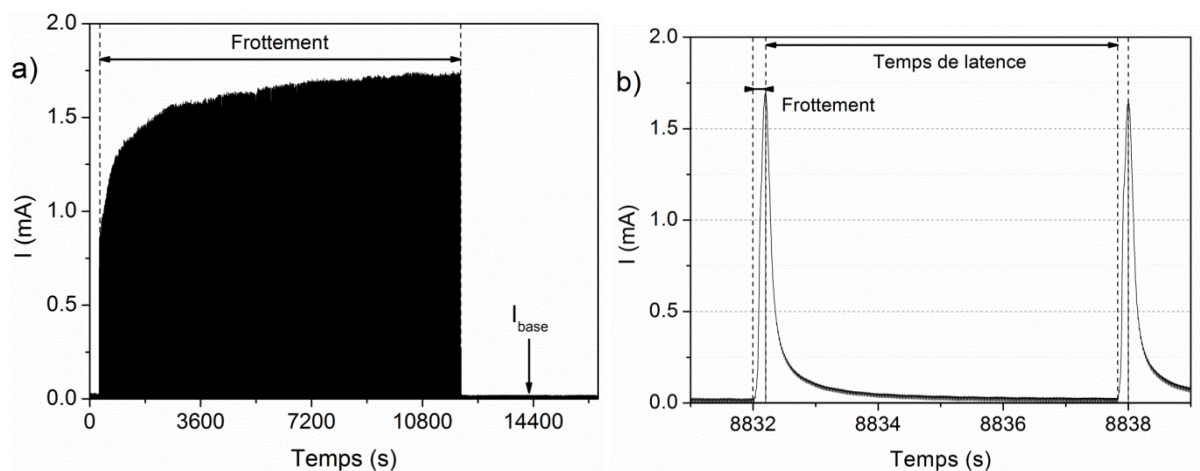 a)
2.0
1.5
1.0
0.5
0.0
I (mA)
Frottement
I_base
0 3600 7200 10800 14400
Temps (s)
b)
2.0
1.5
1.0
0.5
0.0
I (mA)
Temps de latence
Frottement
8832 8834 8836 8838
Temps (s)